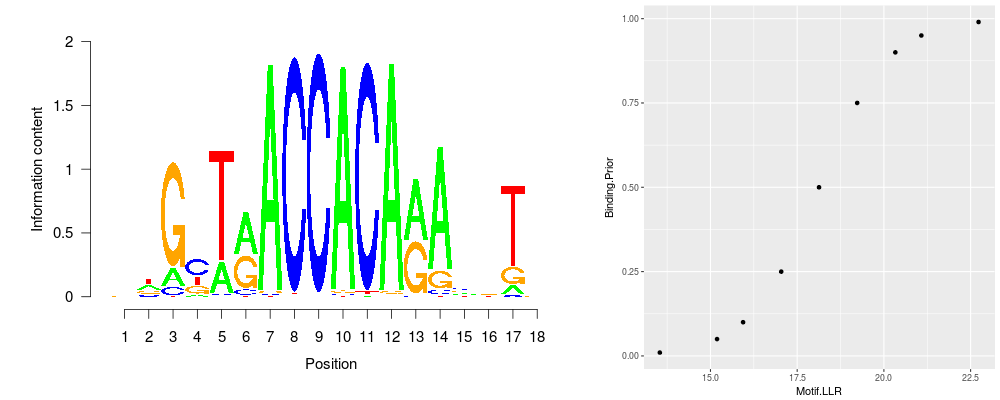 2
1.5
1
0.5
0
Information content
G A C
C T G
T A
A G
A C C A C A
A G
A G
T G A
1 2 3 4 5 6 7 8 9 10 11 12 13 14 15 16 17 18
Position
1.00
0.75
0.50
0.25
0.00
Binding.Prior
15.0 17.5 20.0 22.5
Motif.LLR